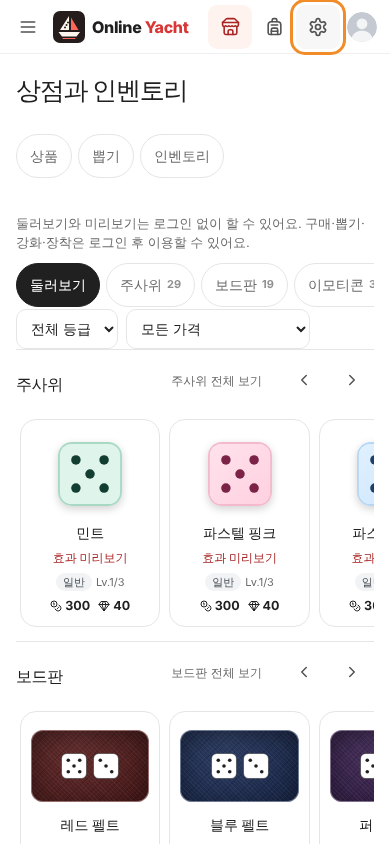 Online Yacht
상점과 인벤토리
상품 뽑기 인벤토리
둘러보기와 미리보기는 로그인 없이 할 수 있어요. 구매·뽑기·
강화·장착은 로그인 후 이용할 수 있어요.
둘러보기 주사위 29 보드판 19 이모티콘
전체 등급 모든 가격
주사위 주사위 전체 보기
민트 파스텔 핑크
효과 미리보기 효과 미리보기
일반 Lv.1/3 일반 Lv.1/3
300 40 300 40
보드판 보드판 전체 보기
레드 펠트 블루 펠트